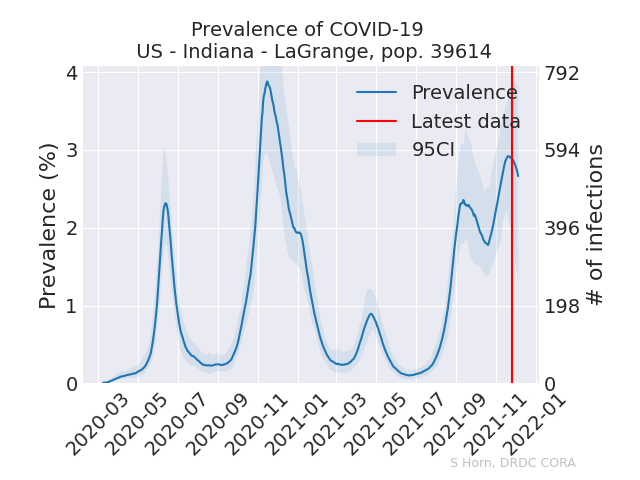 Prevalence of COVID-19
US - Indiana - LaGrange, pop. 39614
Prevalence (%)
4
3
2
1
0
792
594
396
198
0
# of infections
Prevalence
Latest data
95CI
2020-03
2020-05
2020-07
2020-09
2020-11
2021-01
2021-03
2021-05
2021-07
2021-09
2021-11
2022-01
S Horn, DRDC CORA